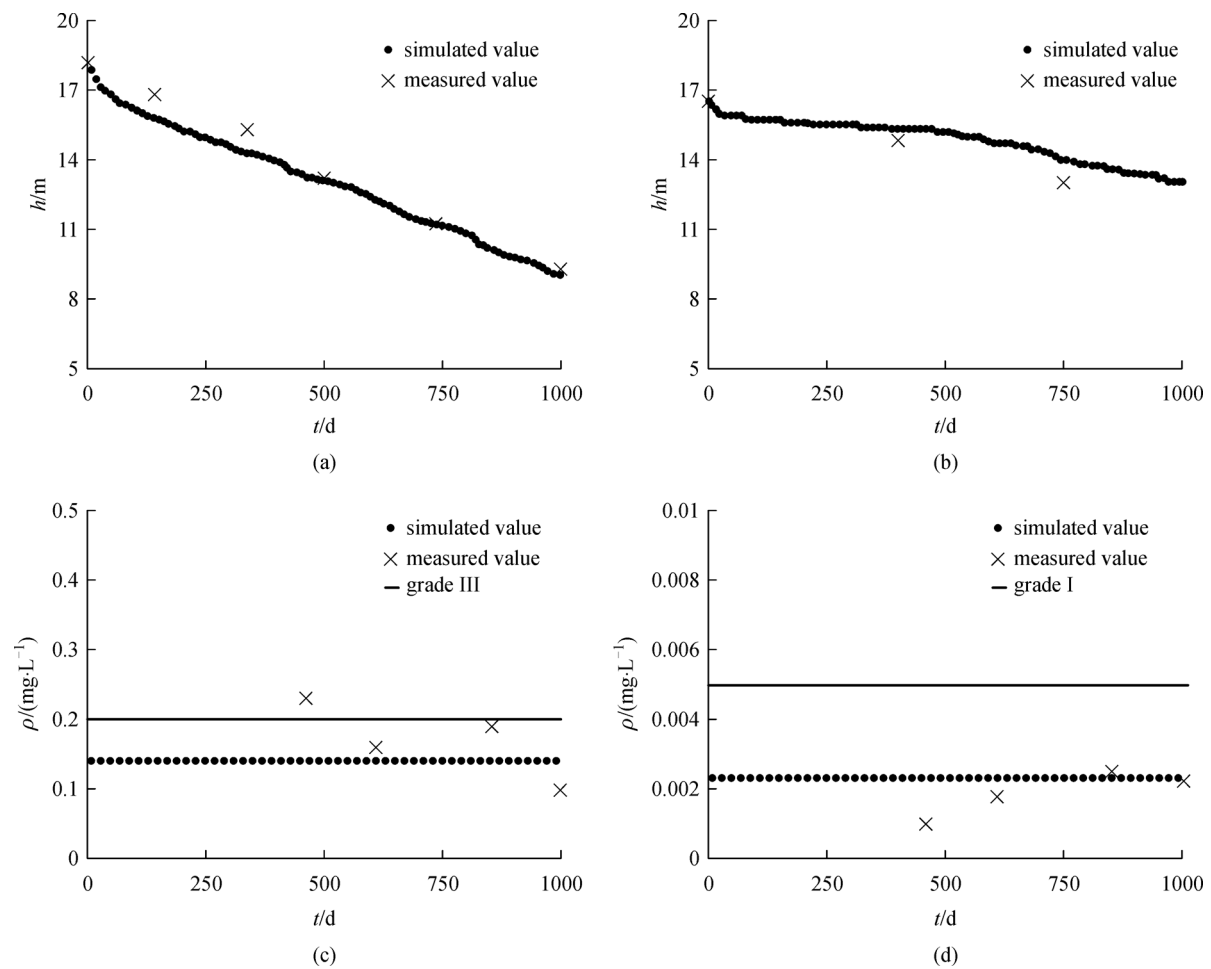 20
17
14
11
8
5
h/m
simulated value
measured value
0 250 500 750 1000
t/d
(a)
20
17
14
11
8
5
h/m
simulated value
measured value
0 250 500 750 1000
t/d
(b)
0.5
0.4
0.3
0.2
0.1
0
ρ/(mg·L⁻¹)
simulated value
measured value
grade III
0 250 500 750 1000
t/d
(c)
0.01
0.008
0.006
0.004
0.002
0
ρ/(mg·L⁻¹)
simulated value
measured value
grade I
0 250 500 750 1000
t/d
(d)